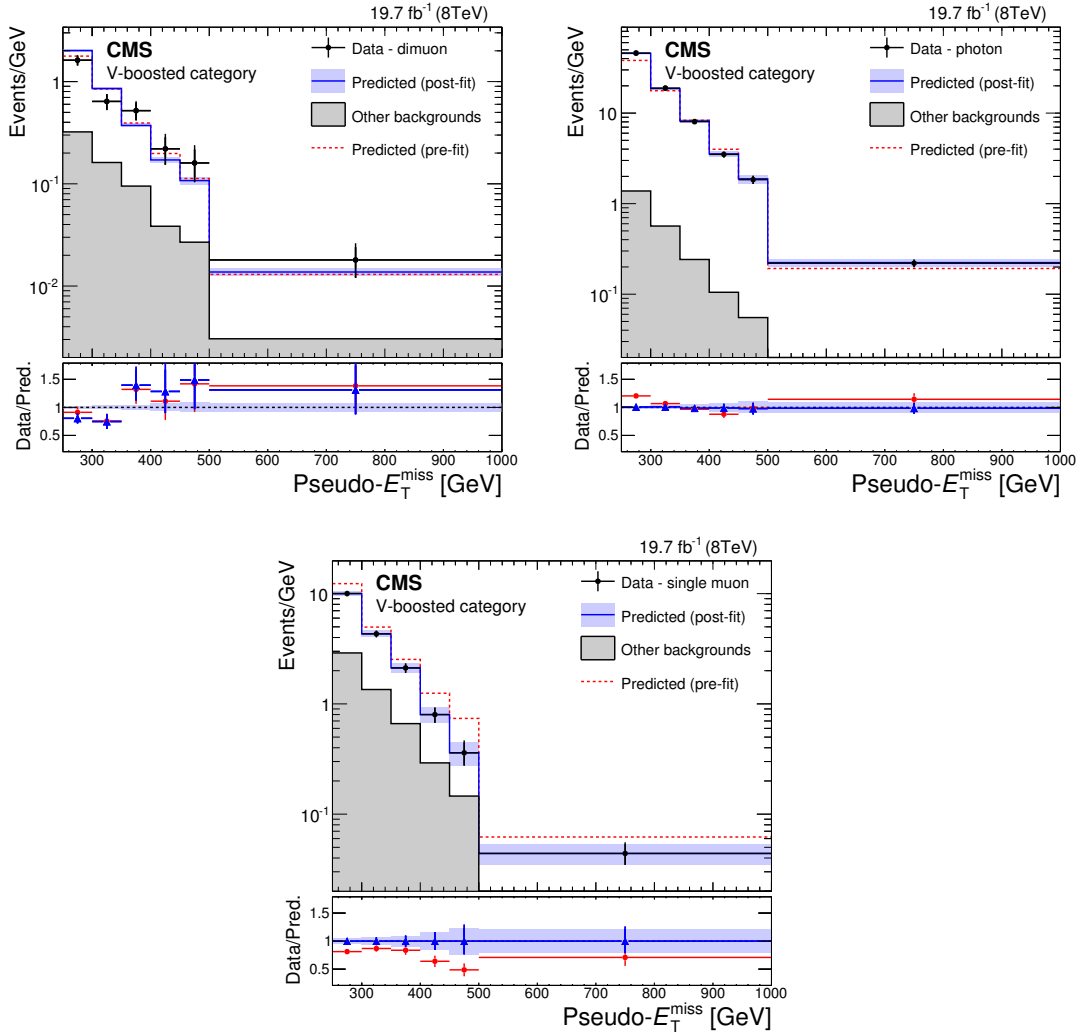 19.7 fb⁻¹ (8TeV)
CMS
V-boosted category
Data - dimuon
Predicted (post-fit)
Other backgrounds
Predicted (pre-fit)
Events/GeV
1
10⁻¹
10⁻²
Data/Pred.
1.5
1
0.5
300 400 500 600 700 800 900 1000
Pseudo-E_T^miss [GeV]
19.7 fb⁻¹ (8TeV)
CMS
V-boosted category
Data - photon
Predicted (post-fit)
Other backgrounds
Predicted (pre-fit)
Events/GeV
10
1
10⁻¹
Data/Pred.
1.5
1
0.5
300 400 500 600 700 800 900 1000
Pseudo-E_T^miss [GeV]
19.7 fb⁻¹ (8TeV)
CMS
V-boosted category
Data - single muon
Predicted (post-fit)
Other backgrounds
Predicted (pre-fit)
Events/GeV
10
1
10⁻¹
Data/Pred.
1.5
1
0.5
300 400 500 600 700 800 900 1000
Pseudo-E_T^miss [GeV]